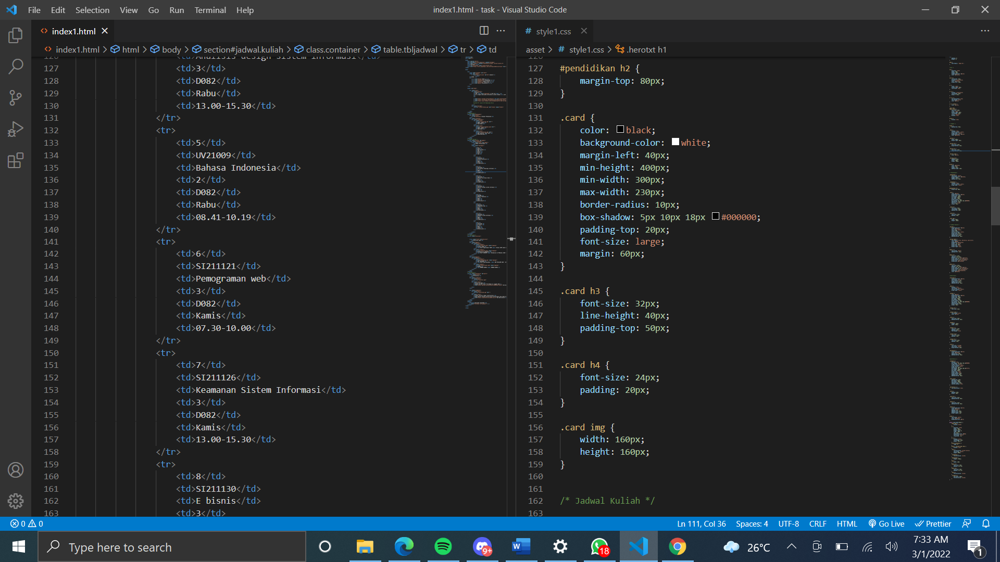 File Edit Selection View Go Run Terminal Help
index1.html - task - Visual Studio Code
index1.html
index1.html > html > body > section#jadwal.kuliah > class.container > table.tbljadwal > tr > td
126 <td>Analisis design sistem informasi</td>
127 <td>3</td>
128 <td>D082</td>
129 <td>Rabu</td>
130 <td>13.00-15.30</td>
131 </tr>
132 <tr>
133 <td>5</td>
134 <td>UV21009</td>
135 <td>Bahasa Indonesia</td>
136 <td>2</td>
137 <td>D082</td>
138 <td>Rabu</td>
139 <td>08.41-10.19</td>
140 </tr>
141 <tr>
142 <td>6</td>
143 <td>SI211121</td>
144 <td>Pemograman web</td>
145 <td>3</td>
146 <td>D082</td>
147 <td>Kamis</td>
148 <td>07.30-10.00</td>
149 </tr>
150 <tr>
151 <td>7</td>
152 <td>SI211126</td>
153 <td>Keamanan Sistem Informasi</td>
154 <td>3</td>
155 <td>D082</td>
156 <td>Kamis</td>
157 <td>13.00-15.30</td>
158 </tr>
159 <tr>
160 <td>8</td>
161 <td>SI211130</td>
162 <td>E bisnis</td>
163 <td>3</td>
# style1.css
asset > # style1.css > .herotxt h1
126
127 #pendidikan h2 {
128 margin-top: 80px;
129 }
130
131 .card {
132 color: black;
133 background-color: white;
134 margin-left: 40px;
135 min-height: 400px;
136 min-width: 300px;
137 max-width: 230px;
138 border-radius: 10px;
139 box-shadow: 5px 10px 18px #000000;
140 padding-top: 20px;
141 font-size: large;
142 margin: 60px;
143 }
144
145 .card h3 {
146 font-size: 32px;
147 line-height: 40px;
148 padding-top: 50px;
149 }
150
151 .card h4 {
152 font-size: 24px;
153 padding: 20px;
154 }
155
156 .card img {
157 width: 160px;
158 height: 160px;
159 }
160
161
162 /* Jadwal Kuliah */
163
0 0
Ln 111, Col 36 Spaces: 4 UTF-8 CRLF HTML Go Live Prettier
Type here to search
9+
W
18
26°C
7:33 AM
3/1/2022
1